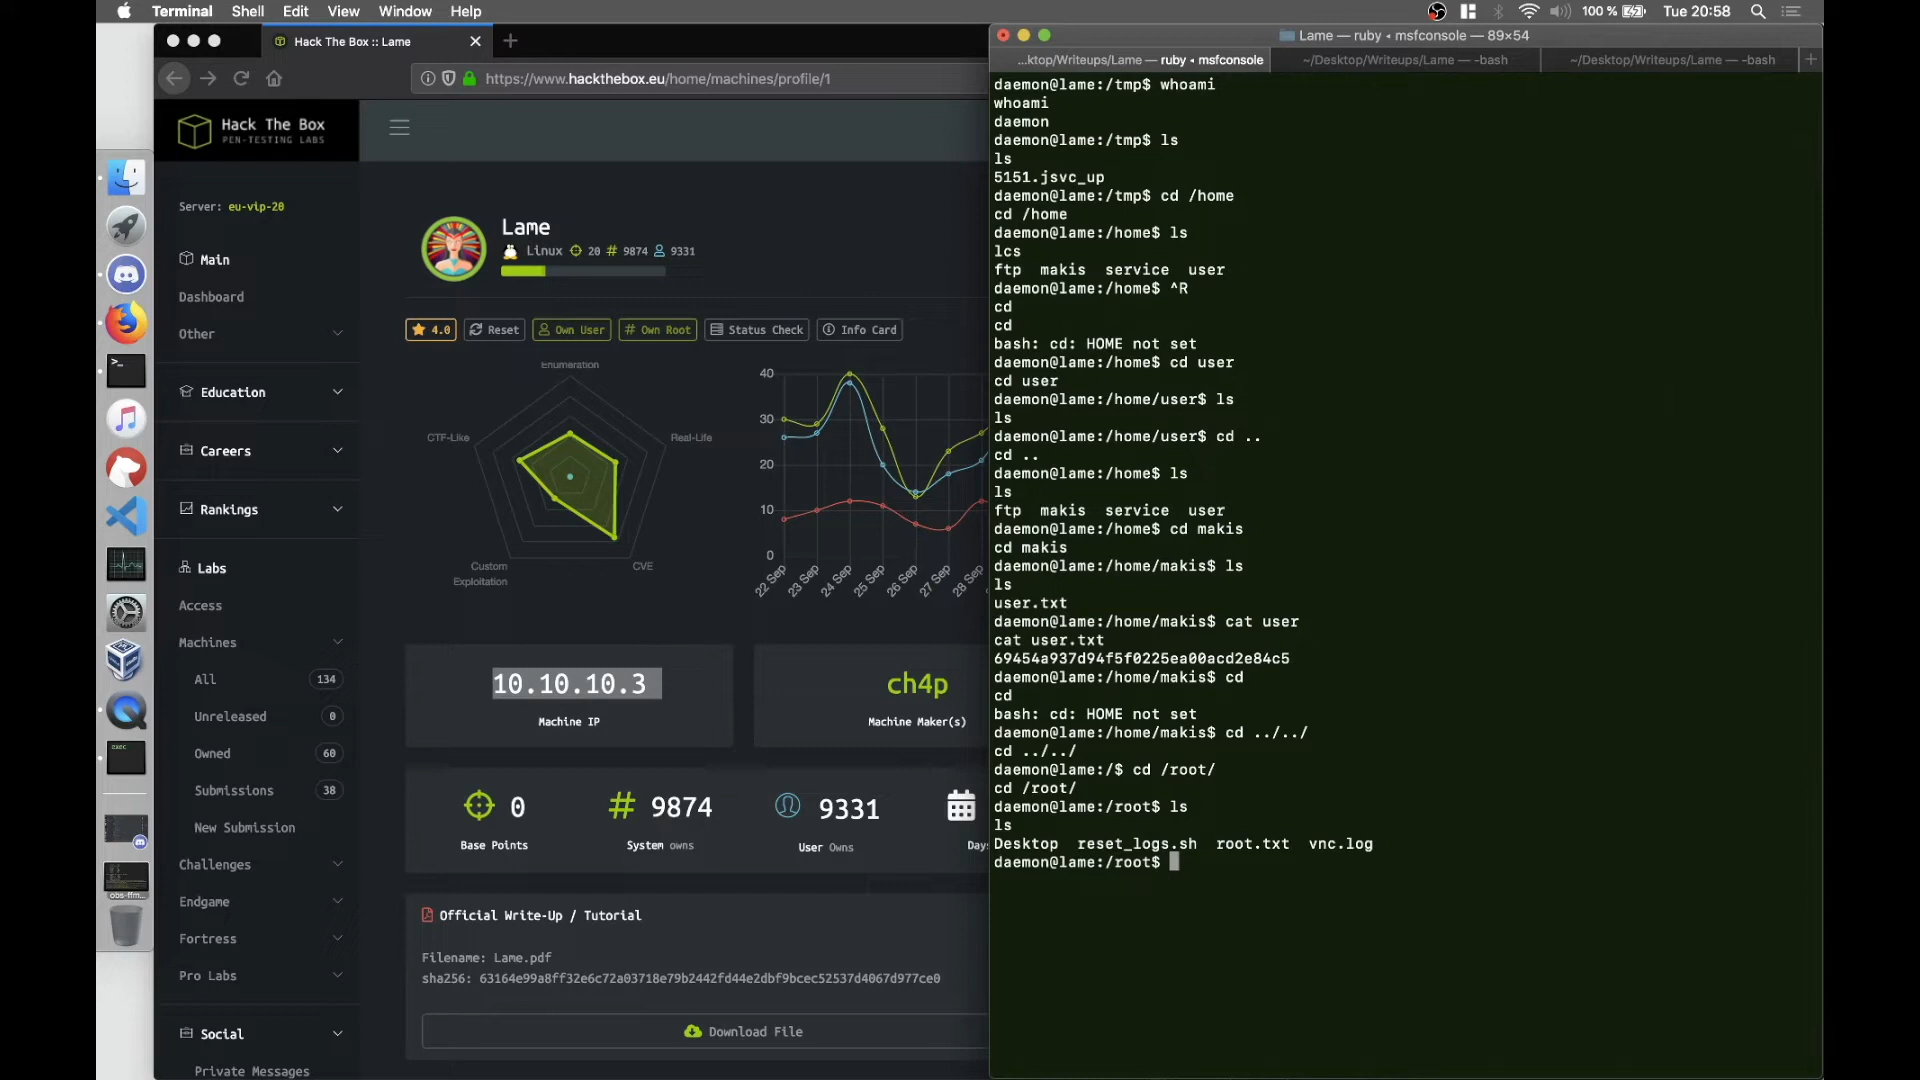 Terminal Shell Edit View Window Help
100 % Tue 20:58
Hack The Box :: Lame
https://www.hackthebox.eu/home/machines/profile/1
Hack The Box
PEN-TESTING LABS
Server: eu-vip-20
Main
Dashboard
Other
Education
Careers
Rankings
Labs
Access
Machines
All 134
Unreleased 0
Owned 60
Submissions 38
New Submission
Challenges
Endgame
Fortress
Pro Labs
Social
Private Messages
Lame
Linux 20 # 9874 9331
4.0 Reset Own User # Own Root Status Check Info Card
Enumeration
CTF-Like
Real-Life
Custom
Exploitation
CVE
40
30
20
10
0
22 Sep 23 Sep 24 Sep 25 Sep 26 Sep 27 Sep 28 Sep
10.10.10.3
Machine IP
ch4p
Machine Maker(s)
0
Base Points
# 9874
System owns
9331
User Owns
Days
Official Write-Up / Tutorial
Filename: Lame.pdf
sha256: 63164e99a8ff32e6c72a03718e79b2442fd44e2dbf9bcec52537d4067d977ce0
Download File
Lame — ruby ◂ msfconsole — 89×54
...ktop/Writeups/Lame — ruby ◂ msfconsole
~/Desktop/Writeups/Lame — -bash
~/Desktop/Writeups/Lame — -bash
daemon@lame:/tmp$ whoami
whoami
daemon
daemon@lame:/tmp$ ls
ls
5151.jsvc_up
daemon@lame:/tmp$ cd /home
cd /home
daemon@lame:/home$ ls
lcs
ftp makis service user
daemon@lame:/home$ ^R
cd
cd
bash: cd: HOME not set
daemon@lame:/home$ cd user
cd user
daemon@lame:/home/user$ ls
ls
daemon@lame:/home/user$ cd ..
cd ..
daemon@lame:/home$ ls
ls
ftp makis service user
daemon@lame:/home$ cd makis
cd makis
daemon@lame:/home/makis$ ls
ls
user.txt
daemon@lame:/home/makis$ cat user
cat user.txt
69454a937d94f5f0225ea00acd2e84c5
daemon@lame:/home/makis$ cd
cd
bash: cd: HOME not set
daemon@lame:/home/makis$ cd ../../
cd ../../
daemon@lame:/$ cd /root/
cd /root/
daemon@lame:/root$ ls
ls
Desktop reset_logs.sh root.txt vnc.log
daemon@lame:/root$